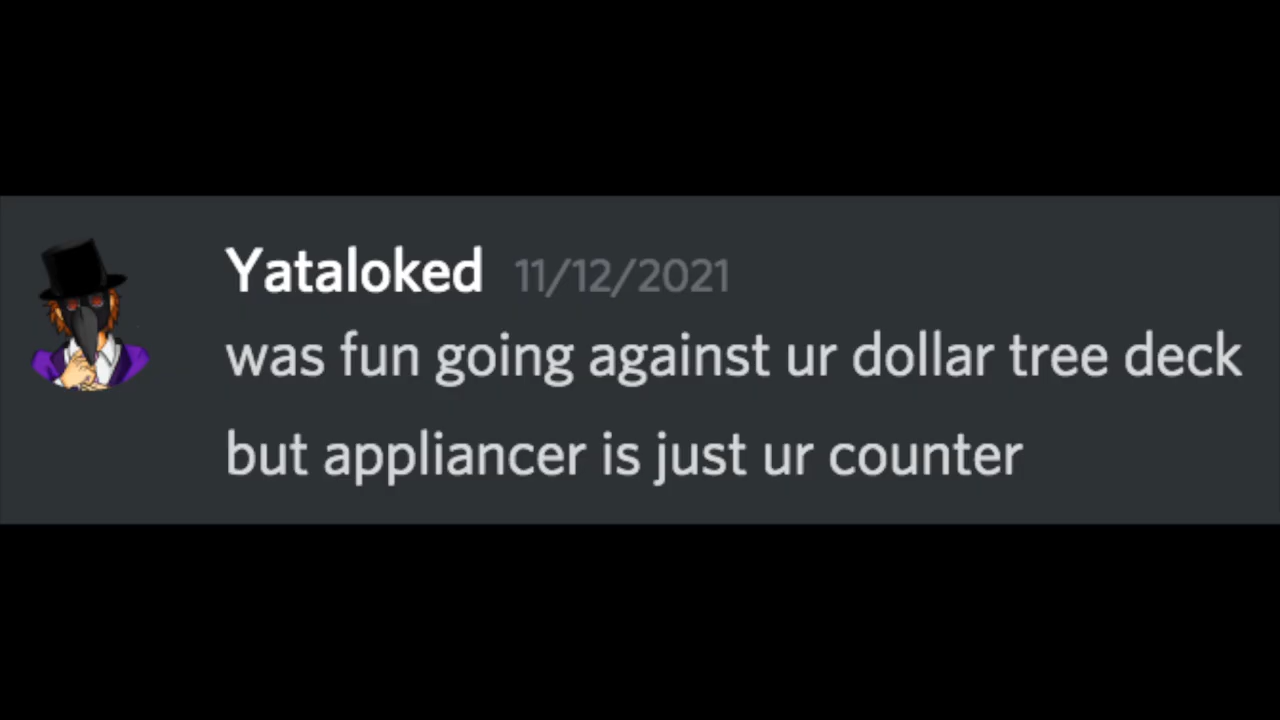 Yataloked 11/12/2021
was fun going against ur dollar tree deck
but appliancer is just ur counter